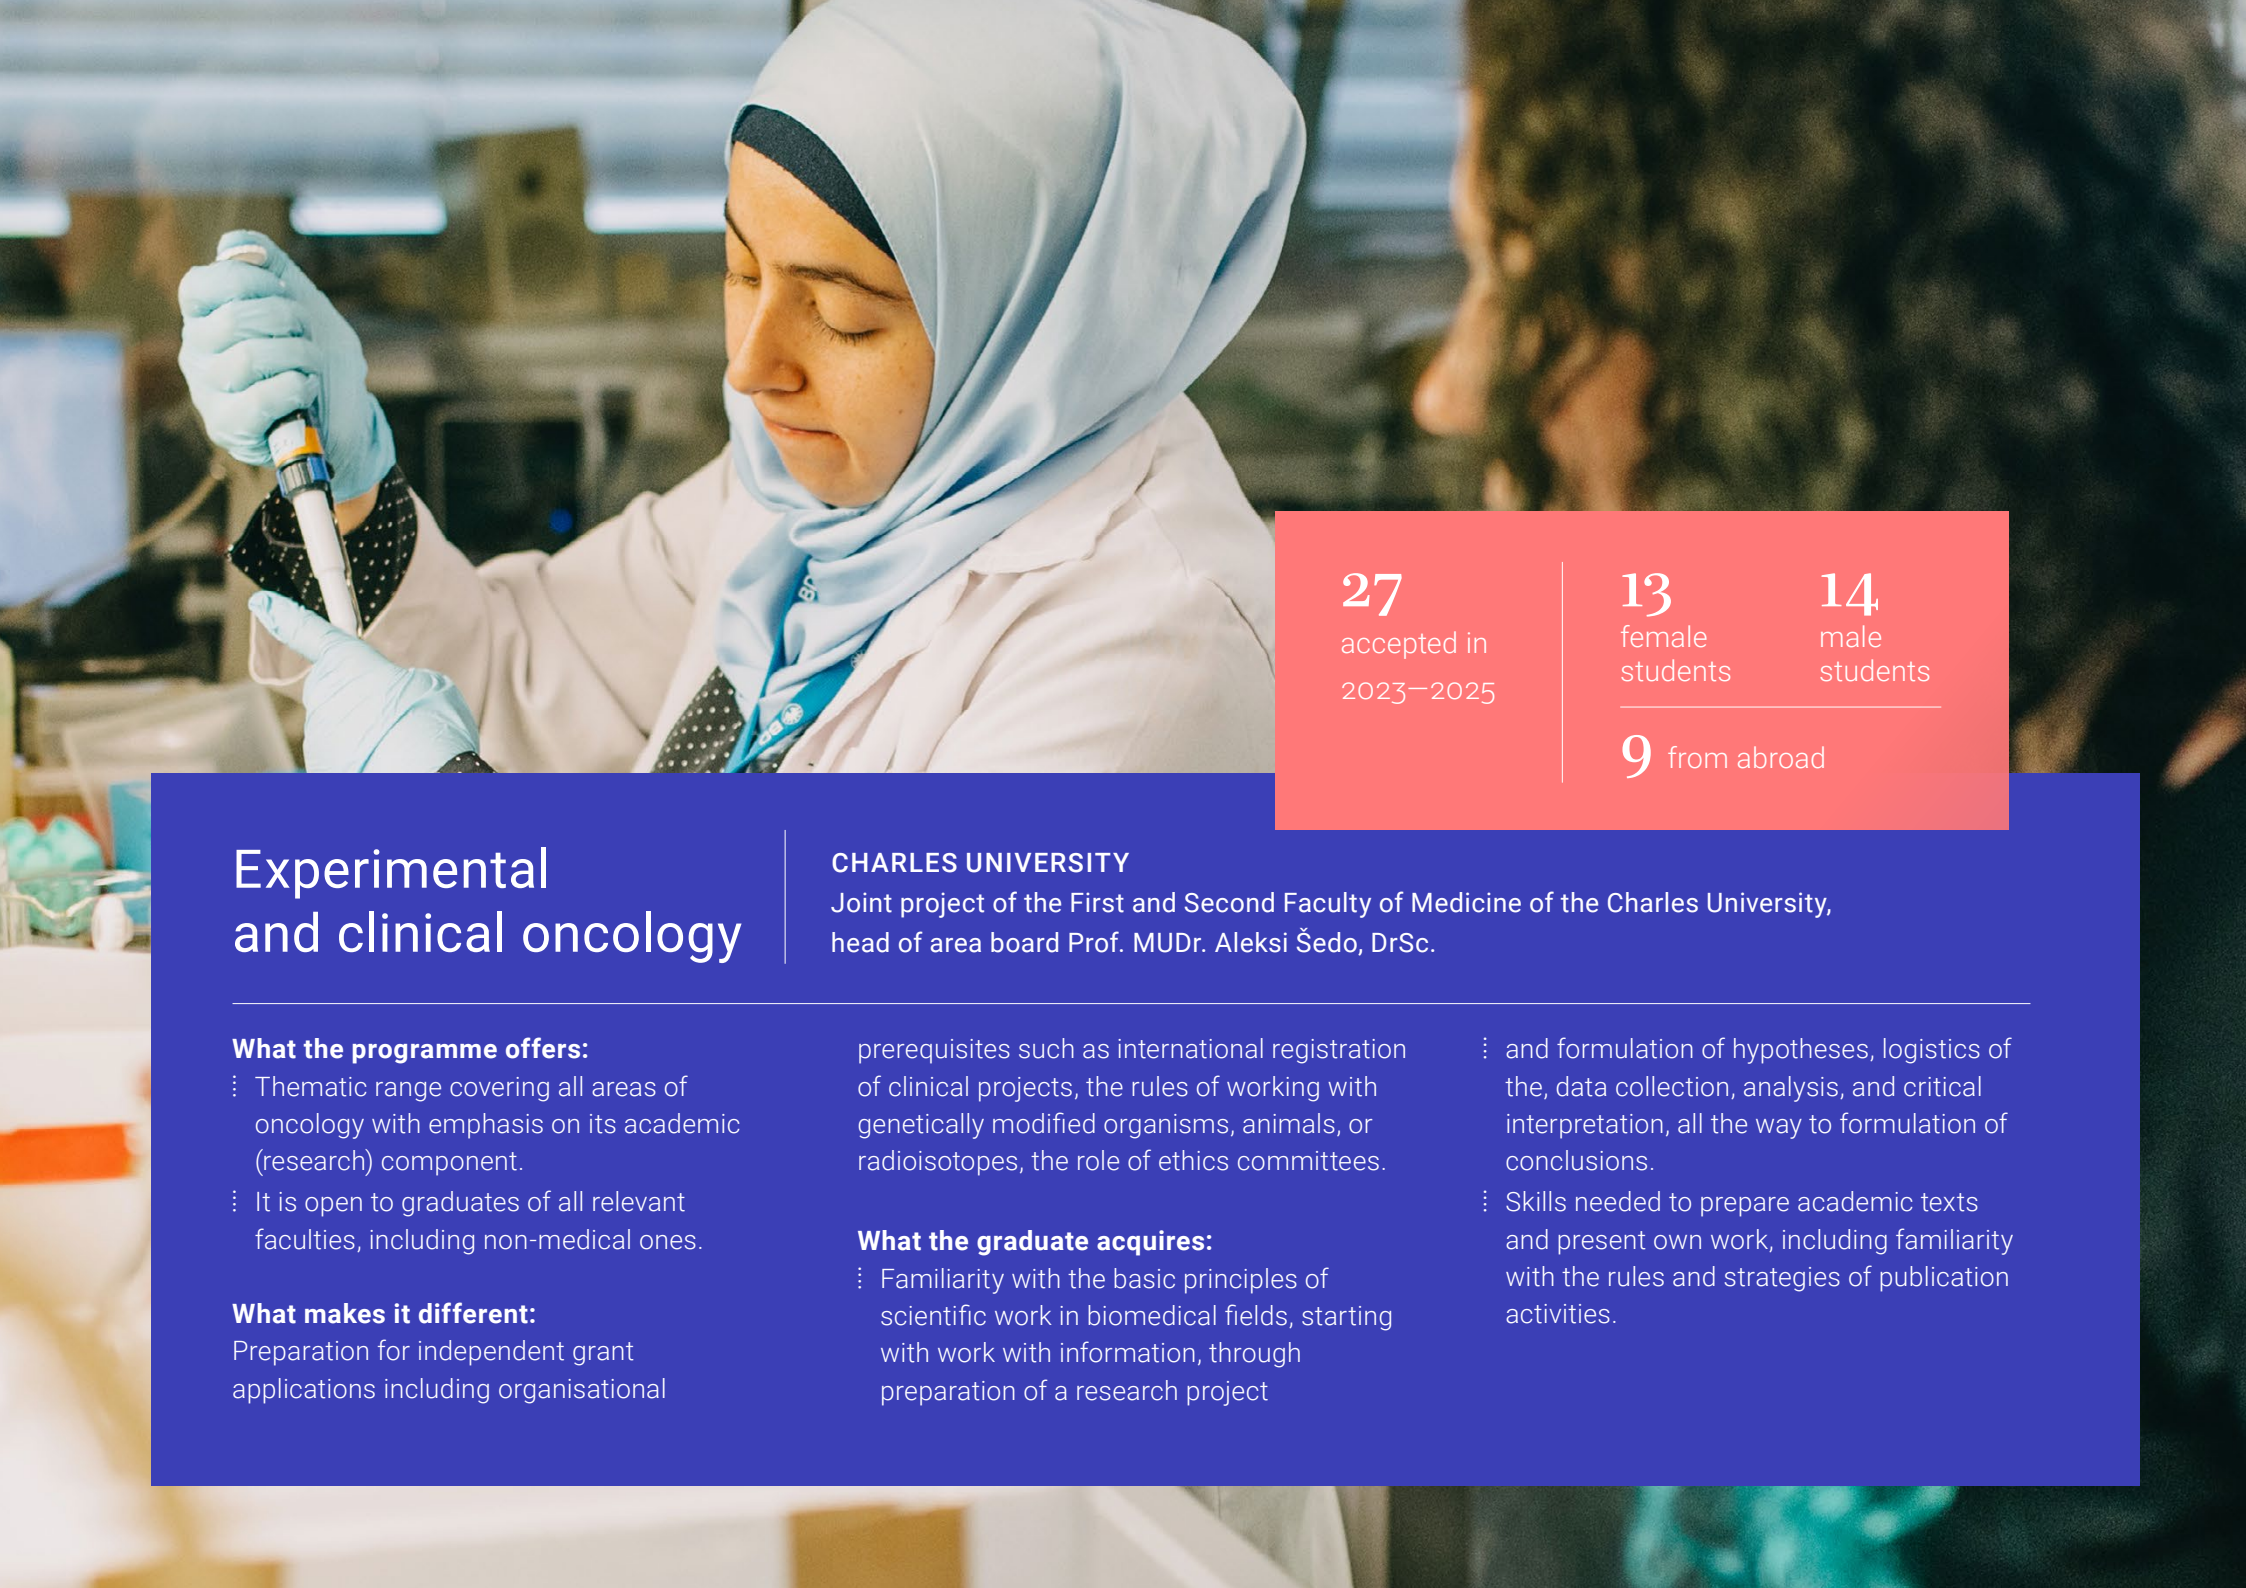 27
accepted in
2023—2025
13
female
students
14
male
students
9 from abroad
Experimental
and clinical oncology
CHARLES UNIVERSITY
Joint project of the First and Second Faculty of Medicine of the Charles University,
head of area board Prof. MUDr. Aleksi Šedo, DrSc.
What the programme offers:
Thematic range covering all areas of
oncology with emphasis on its academic
(research) component.
It is open to graduates of all relevant
faculties, including non-medical ones.
What makes it different:
Preparation for independent grant
applications including organisational
prerequisites such as international registration
of clinical projects, the rules of working with
genetically modified organisms, animals, or
radioisotopes, the role of ethics committees.
What the graduate acquires:
Familiarity with the basic principles of
scientific work in biomedical fields, starting
with work with information, through
preparation of a research project
and formulation of hypotheses, logistics of
the, data collection, analysis, and critical
interpretation, all the way to formulation of
conclusions.
Skills needed to prepare academic texts
and present own work, including familiarity
with the rules and strategies of publication
activities.